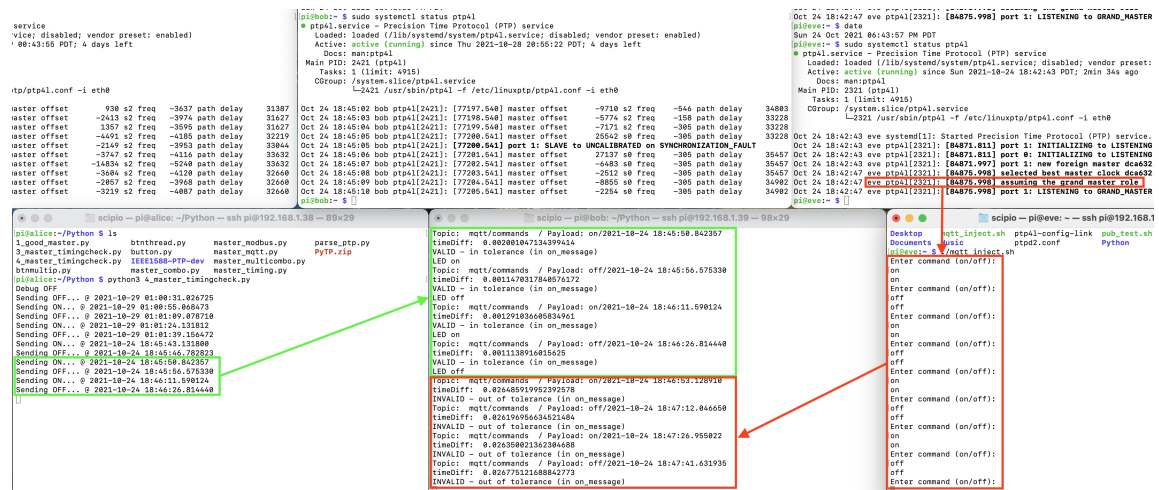 service
vice; disabled; vendor preset: enabled)
00:43:55 PDT; 4 days left
tp/ptp4l.conf -i eth0
master offset 930 s2 freq -3637 path delay 31387
master offset -2413 s2 freq -3974 path delay 31627
master offset 1357 s2 freq -3595 path delay 31627
master offset -4491 s2 freq -4185 path delay 32219
master offset -2149 s2 freq -3953 path delay 33044
master offset -3747 s2 freq -4116 path delay 33632
master offset -14834 s2 freq -5240 path delay 33632
master offset -3604 s2 freq -4120 path delay 32660
master offset -2057 s2 freq -3968 path delay 32660
master offset -3219 s2 freq -4087 path delay 32660
pi@bob:~ $ sudo systemctl status ptp4l
● ptp4l.service - Precision Time Protocol (PTP) service
Loaded: loaded (/lib/systemd/system/ptp4l.service; disabled; vendor preset: enabled)
Active: active (running) since Thu 2021-10-28 20:55:22 PDT; 4 days left
Docs: man:ptp4l
Main PID: 2421 (ptp4l)
Tasks: 1 (limit: 4915)
CGroup: /system.slice/ptp4l.service
└─2421 /usr/sbin/ptp4l -f /etc/linuxptp/ptp4l.conf -i eth0
Oct 24 18:45:02 bob ptp4l[2421]: [77197.540] master offset -9710 s2 freq -546 path delay 34803
Oct 24 18:45:03 bob ptp4l[2421]: [77198.540] master offset -5774 s2 freq -158 path delay 33228
Oct 24 18:45:04 bob ptp4l[2421]: [77199.540] master offset -7171 s2 freq -305 path delay 33228
Oct 24 18:45:05 bob ptp4l[2421]: [77200.541] master offset 25542 s0 freq -305 path delay 33228
Oct 24 18:45:05 bob ptp4l[2421]: [77200.541] port 1: SLAVE to UNCALIBRATED on SYNCHRONIZATION_FAULT
Oct 24 18:45:06 bob ptp4l[2421]: [77201.541] master offset 27137 s0 freq -305 path delay 35457
Oct 24 18:45:07 bob ptp4l[2421]: [77202.541] master offset -6483 s0 freq -305 path delay 35457
Oct 24 18:45:08 bob ptp4l[2421]: [77203.541] master offset -2512 s0 freq -305 path delay 35457
Oct 24 18:45:09 bob ptp4l[2421]: [77204.541] master offset -8855 s0 freq -305 path delay 34902
Oct 24 18:45:10 bob ptp4l[2421]: [77205.541] master offset -2254 s0 freq -305 path delay 34902
pi@bob:~ $
Oct 24 18:42:47 eve ptp4l[2321]: [84875.998] port 1: LISTENING to GRAND_MASTER
pi@eve:~ $ date
Sun 24 Oct 2021 06:43:57 PM PDT
pi@eve:~ $ sudo systemctl status ptp4l
● ptp4l.service - Precision Time Protocol (PTP) service
Loaded: loaded (/lib/systemd/system/ptp4l.service; disabled; vendor preset:
Active: active (running) since Sun 2021-10-24 18:42:43 PDT; 2min 34s ago
Docs: man:ptp4l
Main PID: 2321 (ptp4l)
Tasks: 1 (limit: 4915)
CGroup: /system.slice/ptp4l.service
└─2321 /usr/sbin/ptp4l -f /etc/linuxptp/ptp4l.conf -i eth0
Oct 24 18:42:43 eve systemd[1]: Started Precision Time Protocol (PTP) service.
Oct 24 18:42:43 eve ptp4l[2321]: [84871.811] port 1: INITIALIZING to LISTENING
Oct 24 18:42:43 eve ptp4l[2321]: [84871.811] port 0: INITIALIZING to LISTENING
Oct 24 18:42:43 eve ptp4l[2321]: [84871.997] port 1: new foreign master dca632
Oct 24 18:42:47 eve ptp4l[2321]: [84875.998] selected best master clock dca632
Oct 24 18:42:47 eve ptp4l[2321]: [84875.998] assuming the grand master role
Oct 24 18:42:47 eve ptp4l[2321]: [84875.998] port 1: LISTENING to GRAND_MASTER
pi@eve:~ $
scipio — pi@alice: ~/Python — ssh pi@192.168.1.38 — 89×29
pi@alice:~/Python $ ls
1_good_master.py btnthread.py master_modbus.py parse_ptp.py
3_master_timingcheck.py button.py master_mqtt.py PyTP.zip
4_master_timingcheck.py IEEE1588-PTP-dev master_multicombo.py
btnmultip.py master_combo.py master_timing.py
pi@alice:~/Python $ python3 4_master_timingcheck.py
Debug OFF
Sending OFF... @ 2021-10-29 01:00:31.026725
Sending ON... @ 2021-10-29 01:00:55.068473
Sending OFF... @ 2021-10-29 01:01:09.078710
Sending ON... @ 2021-10-29 01:01:24.131812
Sending OFF... @ 2021-10-29 01:01:39.156472
Sending ON... @ 2021-10-24 18:45:43.131800
Sending OFF... @ 2021-10-24 18:45:46.782823
Sending ON... @ 2021-10-24 18:45:50.842357
Sending OFF... @ 2021-10-24 18:45:56.575330
Sending ON... @ 2021-10-24 18:46:11.590124
Sending OFF... @ 2021-10-24 18:46:26.814440
scipio — pi@bob: ~/Python — ssh pi@192.168.1.39 — 98×29
Topic: mqtt/commands / Payload: on/2021-10-24 18:45:50.842357
timeDiff: 0.002001047134399414
VALID - in tolerance (in on_message)
LED on
Topic: mqtt/commands / Payload: off/2021-10-24 18:45:56.575330
timeDiff: 0.0011470317840576172
VALID - in tolerance (in on_message)
LED off
Topic: mqtt/commands / Payload: on/2021-10-24 18:46:11.590124
timeDiff: 0.001291036605834961
VALID - in tolerance (in on_message)
LED on
Topic: mqtt/commands / Payload: off/2021-10-24 18:46:26.814440
timeDiff: 0.0011138916015625
VALID - in tolerance (in on_message)
LED off
Topic: mqtt/commands / Payload: on/2021-10-24 18:46:53.128910
timeDiff: 0.026485919952392578
INVALID - out of tolerance (in on_message)
Topic: mqtt/commands / Payload: off/2021-10-24 18:47:12.046650
timeDiff: 0.026196956634521484
INVALID - out of tolerance (in on_message)
Topic: mqtt/commands / Payload: on/2021-10-24 18:47:26.955022
timeDiff: 0.026350021362304688
INVALID - out of tolerance (in on_message)
Topic: mqtt/commands / Payload: off/2021-10-24 18:47:41.631935
timeDiff: 0.026775121688842773
INVALID - out of tolerance (in on_message)
scipio — pi@eve: ~ — ssh pi@192.168.1
Desktop mqtt_inject.sh ptp4l-config-link pub_test.sh
Documents Music ptpd2.conf Python
pi@eve:~ $ ./mqtt_inject.sh
Enter command (on/off):
on
on
Enter command (on/off):
off
off
Enter command (on/off):
on
on
Enter command (on/off):
off
off
Enter command (on/off):
on
on
Enter command (on/off):
off
off
Enter command (on/off):
on
on
Enter command (on/off):
off
off
Enter command (on/off):